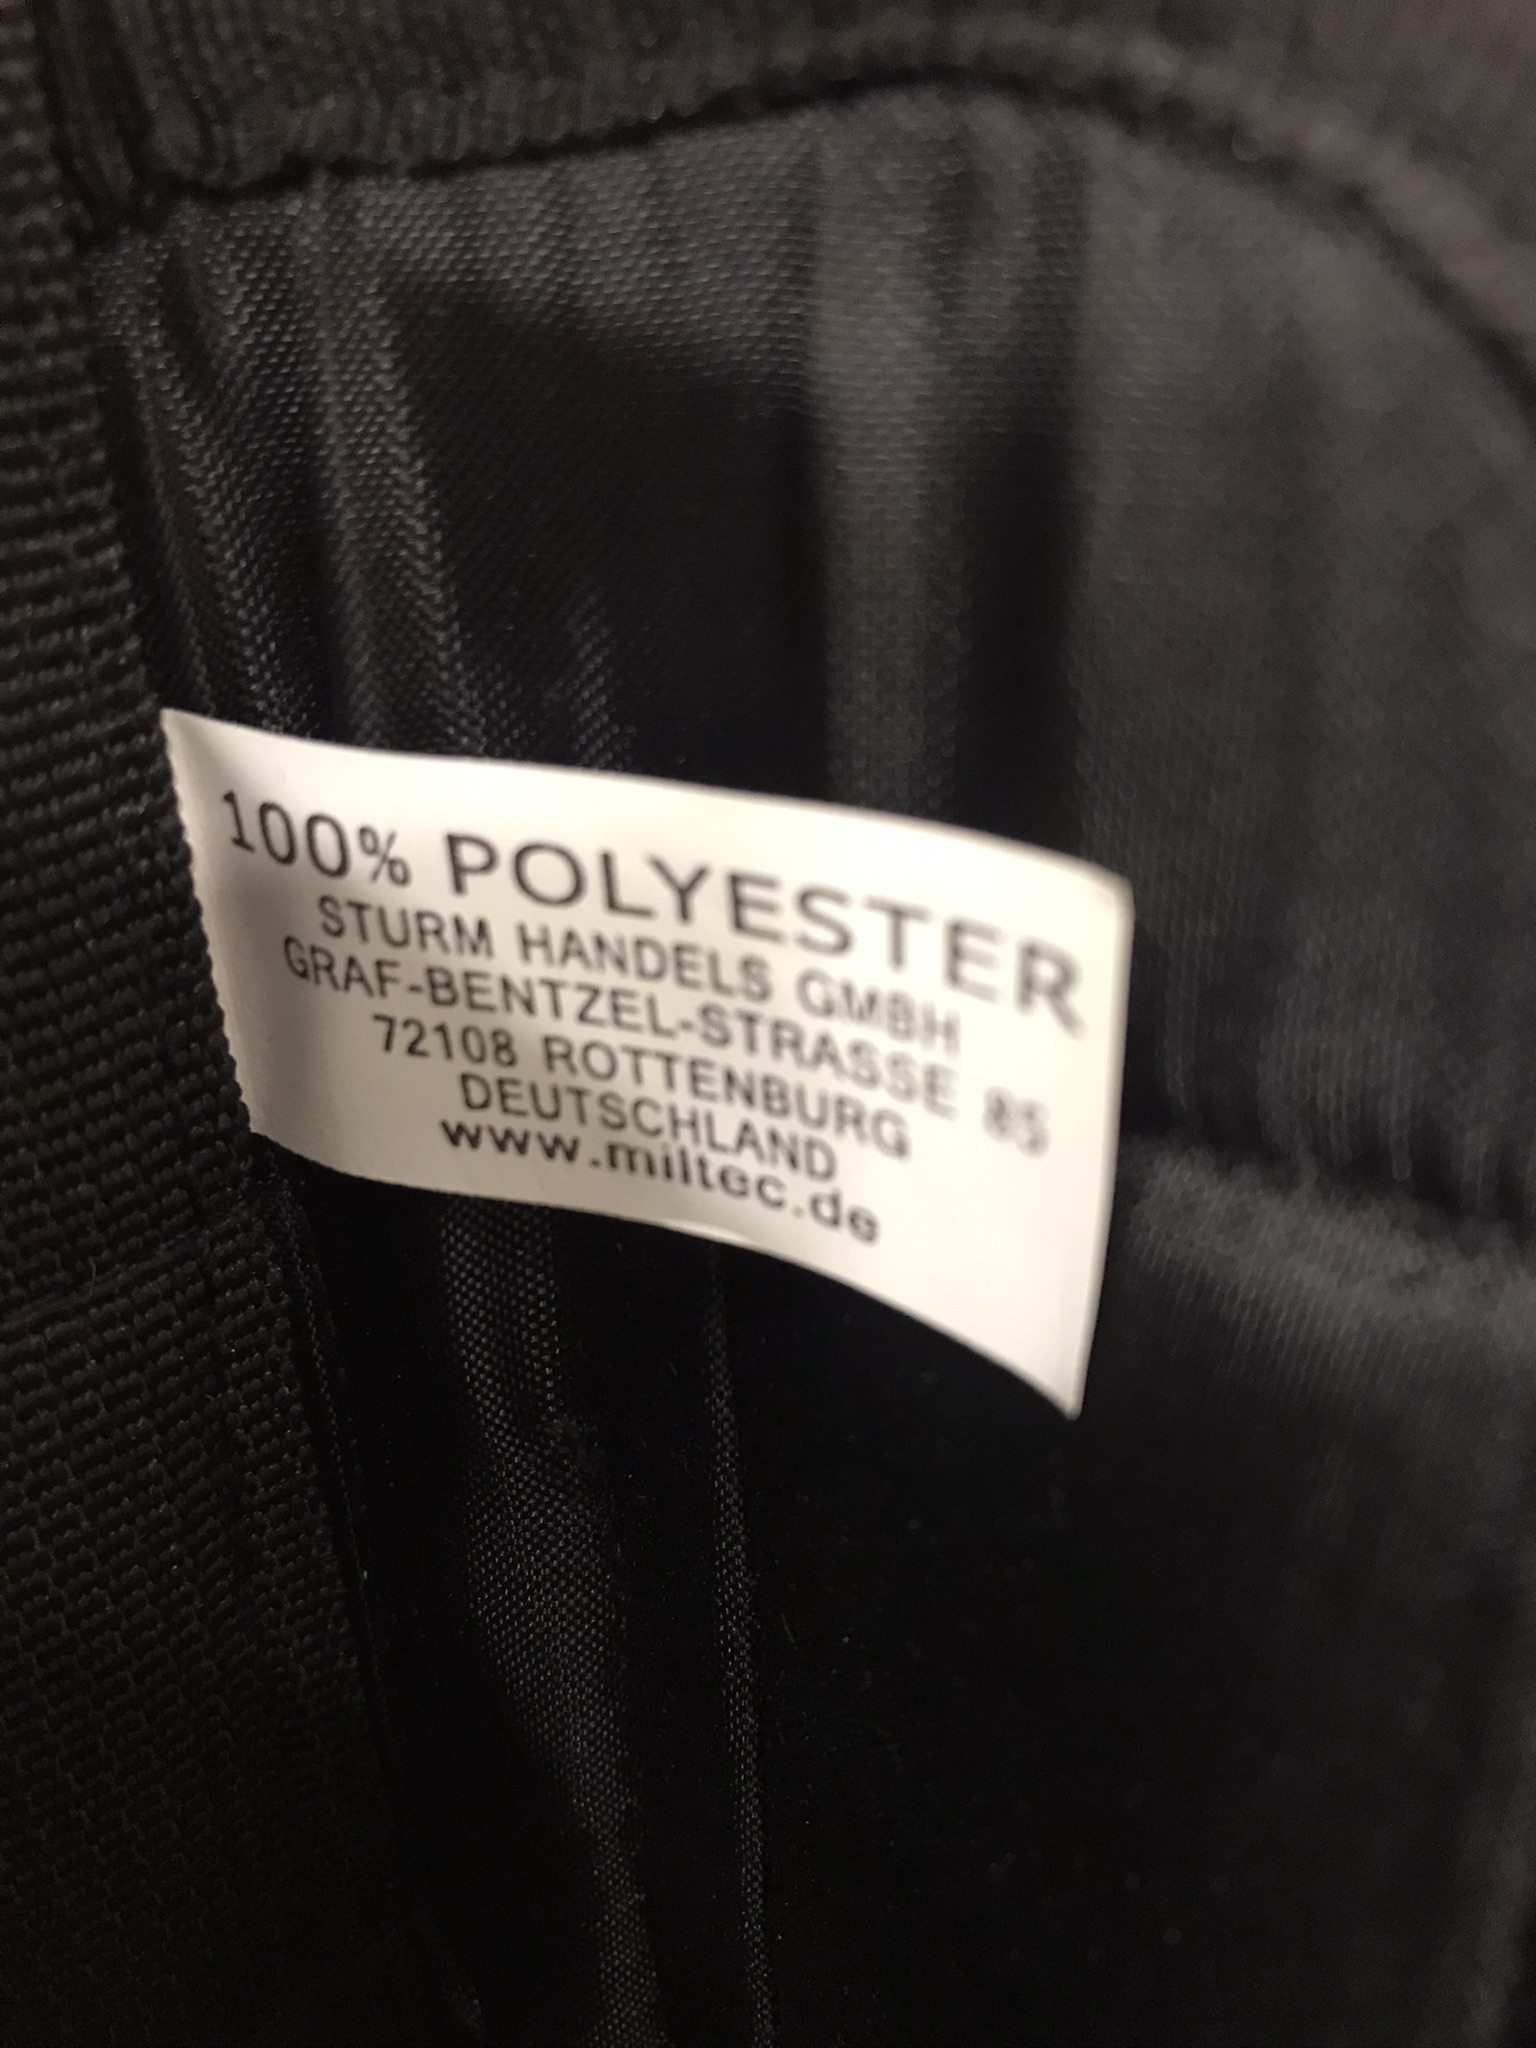 100% POLYESTER
STURM HANDELS GMBH
GRAF-BENTZEL-STRASSE 85
72108 ROTTENBURG
DEUTSCHLAND
www.miltec.de